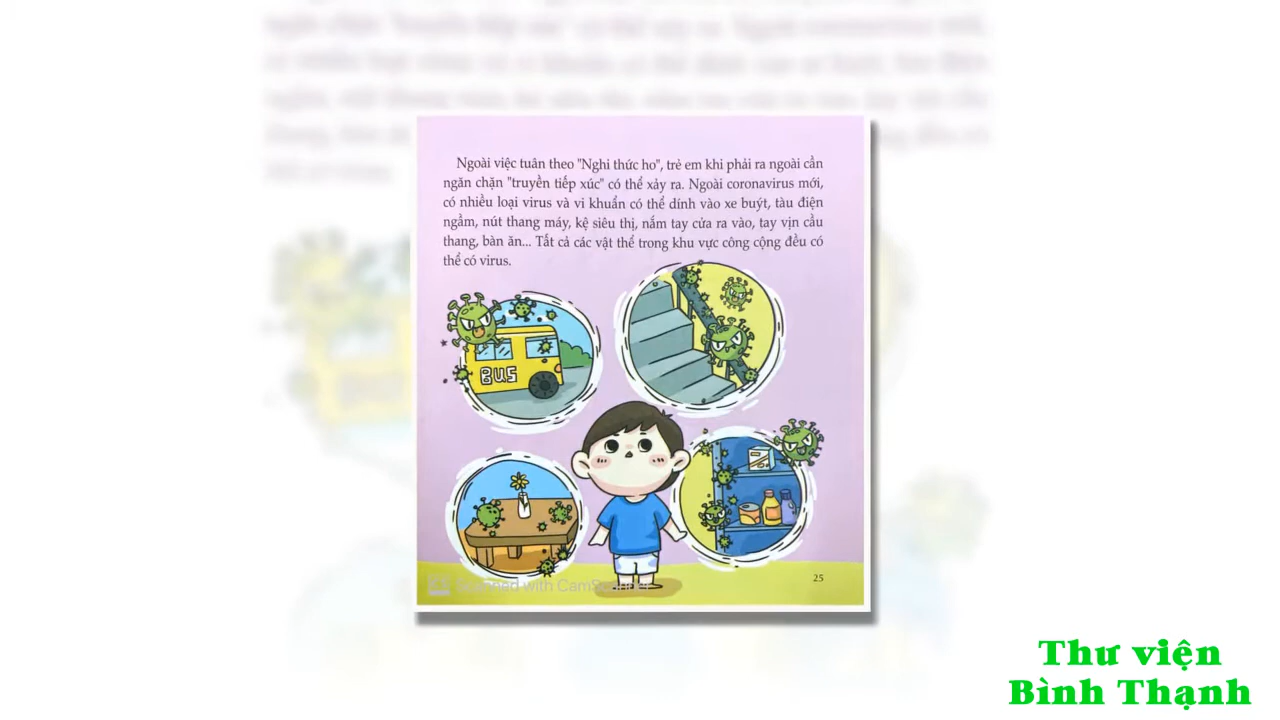 Ngoài việc tuân theo "Nghi thức ho", trẻ em khi phải ra ngoài cần
ngăn chặn "truyền tiếp xúc" có thể xảy ra. Ngoài coronavirus mới,
có nhiều loại virus và vi khuẩn có thể dính vào xe buýt, tàu điện
ngầm, nút thang máy, kệ siêu thị, nắm tay cửa ra vào, tay vịn cầu
thang, bàn ăn... Tất cả các vật thể trong khu vực công cộng đều có
thể có virus.
BUS
25
Scanned with CamScanner
Thư viện
Bình Thạnh